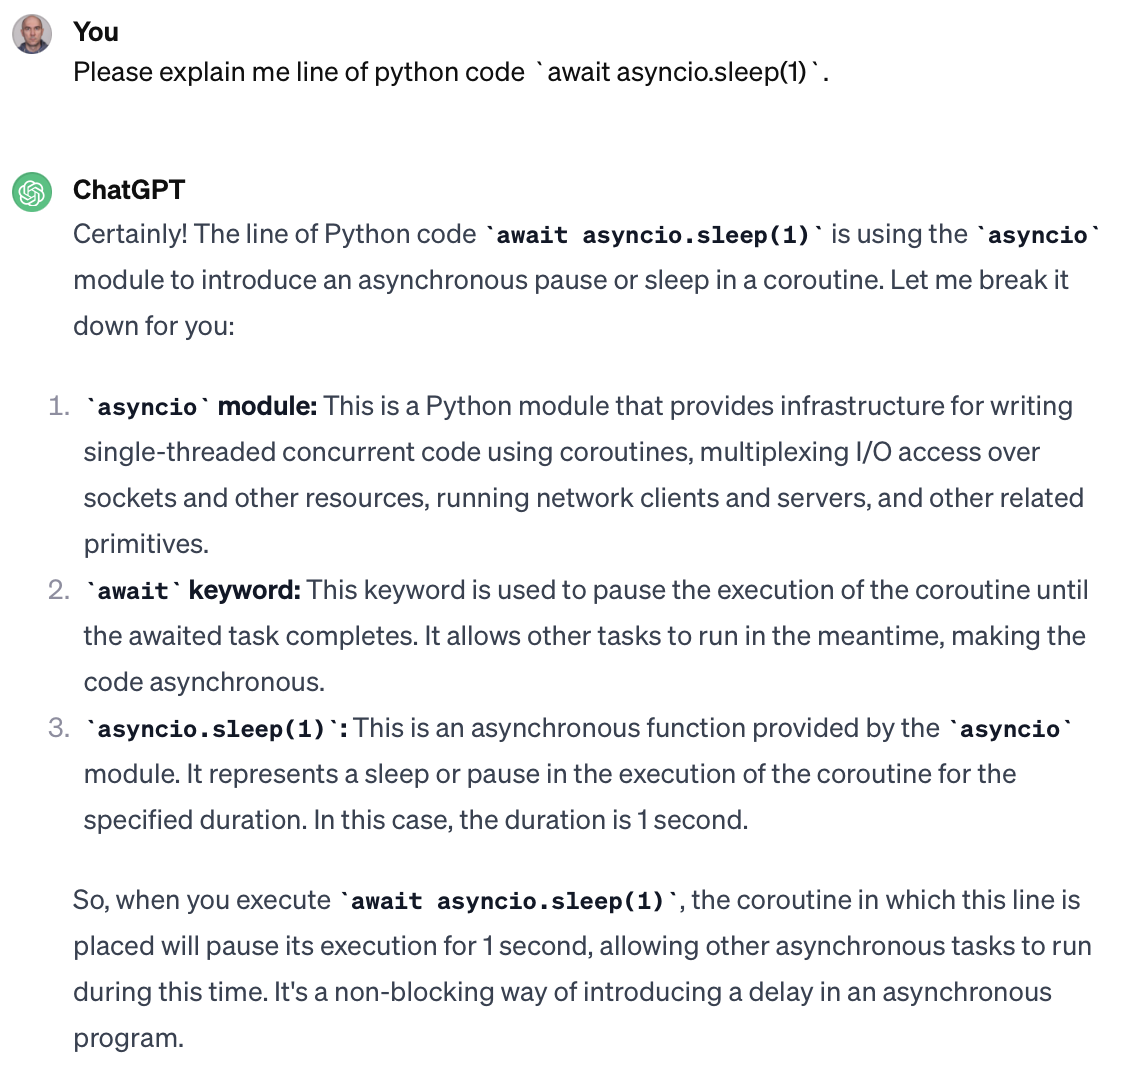 You
Please explain me line of python code `await asyncio.sleep(1)`.
ChatGPT
Certainly! The line of Python code `await asyncio.sleep(1)` is using the `asyncio`
module to introduce an asynchronous pause or sleep in a coroutine. Let me break it
down for you:
1. `asyncio` module: This is a Python module that provides infrastructure for writing
single-threaded concurrent code using coroutines, multiplexing I/O access over
sockets and other resources, running network clients and servers, and other related
primitives.
2. `await` keyword: This keyword is used to pause the execution of the coroutine until
the awaited task completes. It allows other tasks to run in the meantime, making the
code asynchronous.
3. `asyncio.sleep(1)`: This is an asynchronous function provided by the `asyncio`
module. It represents a sleep or pause in the execution of the coroutine for the
specified duration. In this case, the duration is 1 second.
So, when you execute `await asyncio.sleep(1)`, the coroutine in which this line is
placed will pause its execution for 1 second, allowing other asynchronous tasks to run
during this time. It's a non-blocking way of introducing a delay in an asynchronous
program.